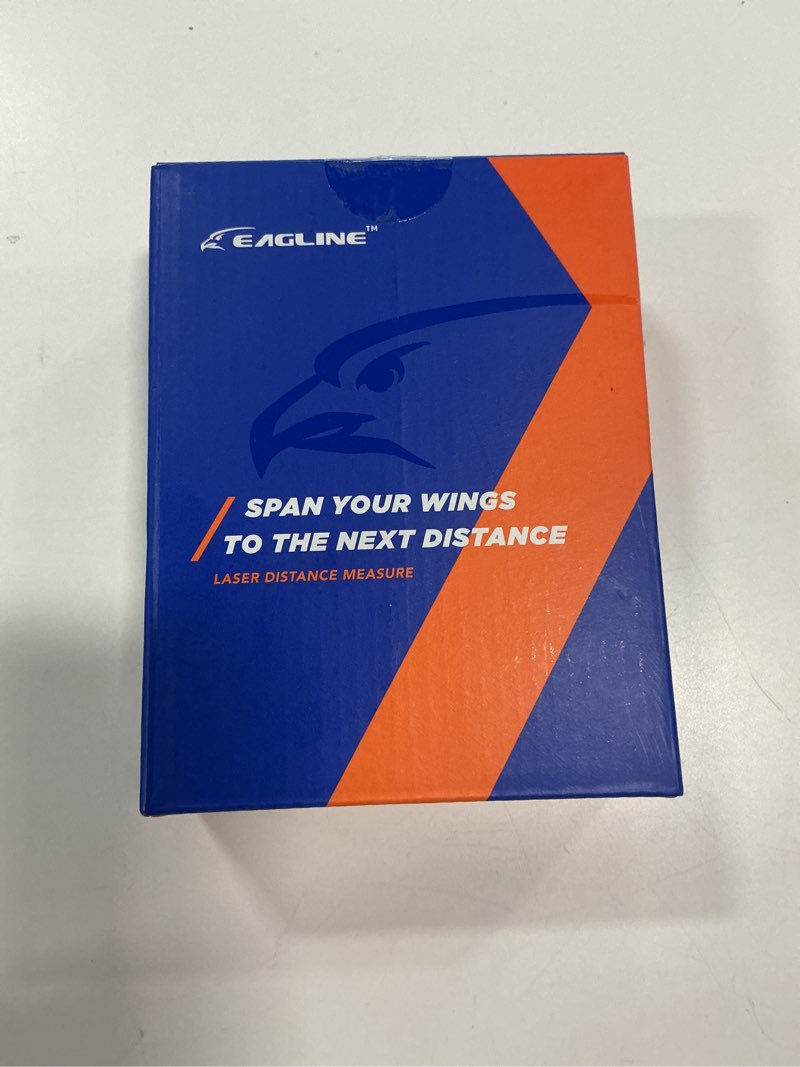 EAGLINE™
SPAN YOUR WINGS
TO THE NEXT DISTANCE
LASER DISTANCE MEASURE